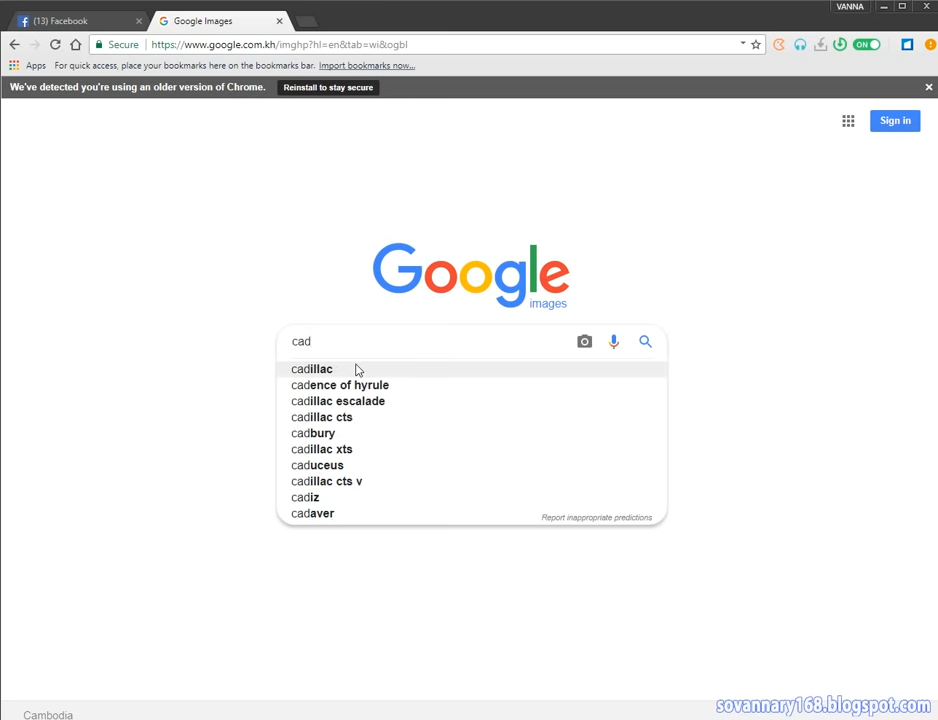 VANNA
(13) Facebook
Google Images
Secure https://www.google.com.kh/imghp?hl=en&tab=wi&ogbl
ON
Apps For quick access, place your bookmarks here on the bookmarks bar. Import bookmarks now...
We've detected you're using an older version of Chrome. Reinstall to stay secure
Sign in
Google
images
cad
cadillac
cadence of hyrule
cadillac escalade
cadillac cts
cadbury
cadillac xts
caduceus
cadillac cts v
cadiz
cadaver
Report inappropriate predictions
Cambodia
sovannary168.blogspot.com